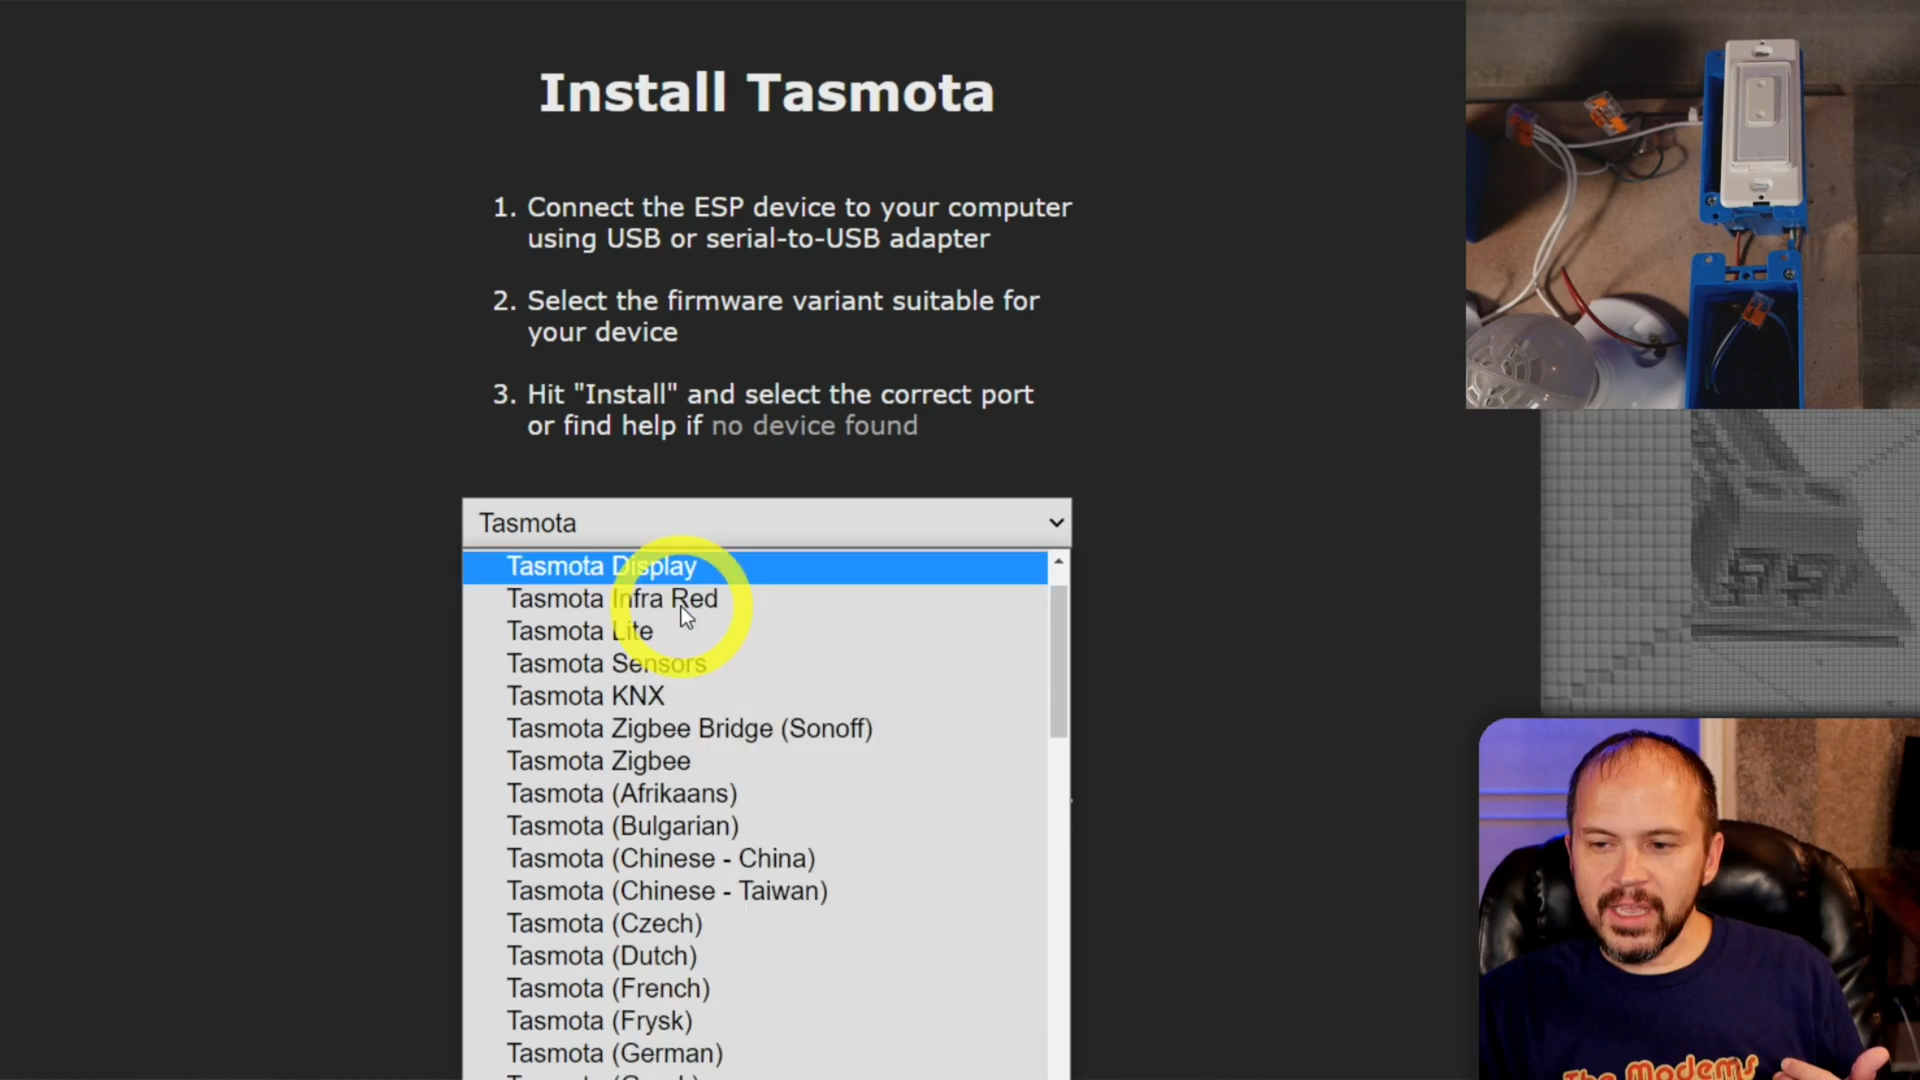 Install Tasmota
1. Connect the ESP device to your computer
using USB or serial-to-USB adapter
2. Select the firmware variant suitable for
your device
3. Hit "Install" and select the correct port
or find help if no device found
Tasmota
Tasmota Display
Tasmota Infra Red
Tasmota Lite
Tasmota Sensors
Tasmota KNX
Tasmota Zigbee Bridge (Sonoff)
Tasmota Zigbee
Tasmota (Afrikaans)
Tasmota (Bulgarian)
Tasmota (Chinese - China)
Tasmota (Chinese - Taiwan)
Tasmota (Czech)
Tasmota (Dutch)
Tasmota (French)
Tasmota (Frysk)
Tasmota (German)
The Modems